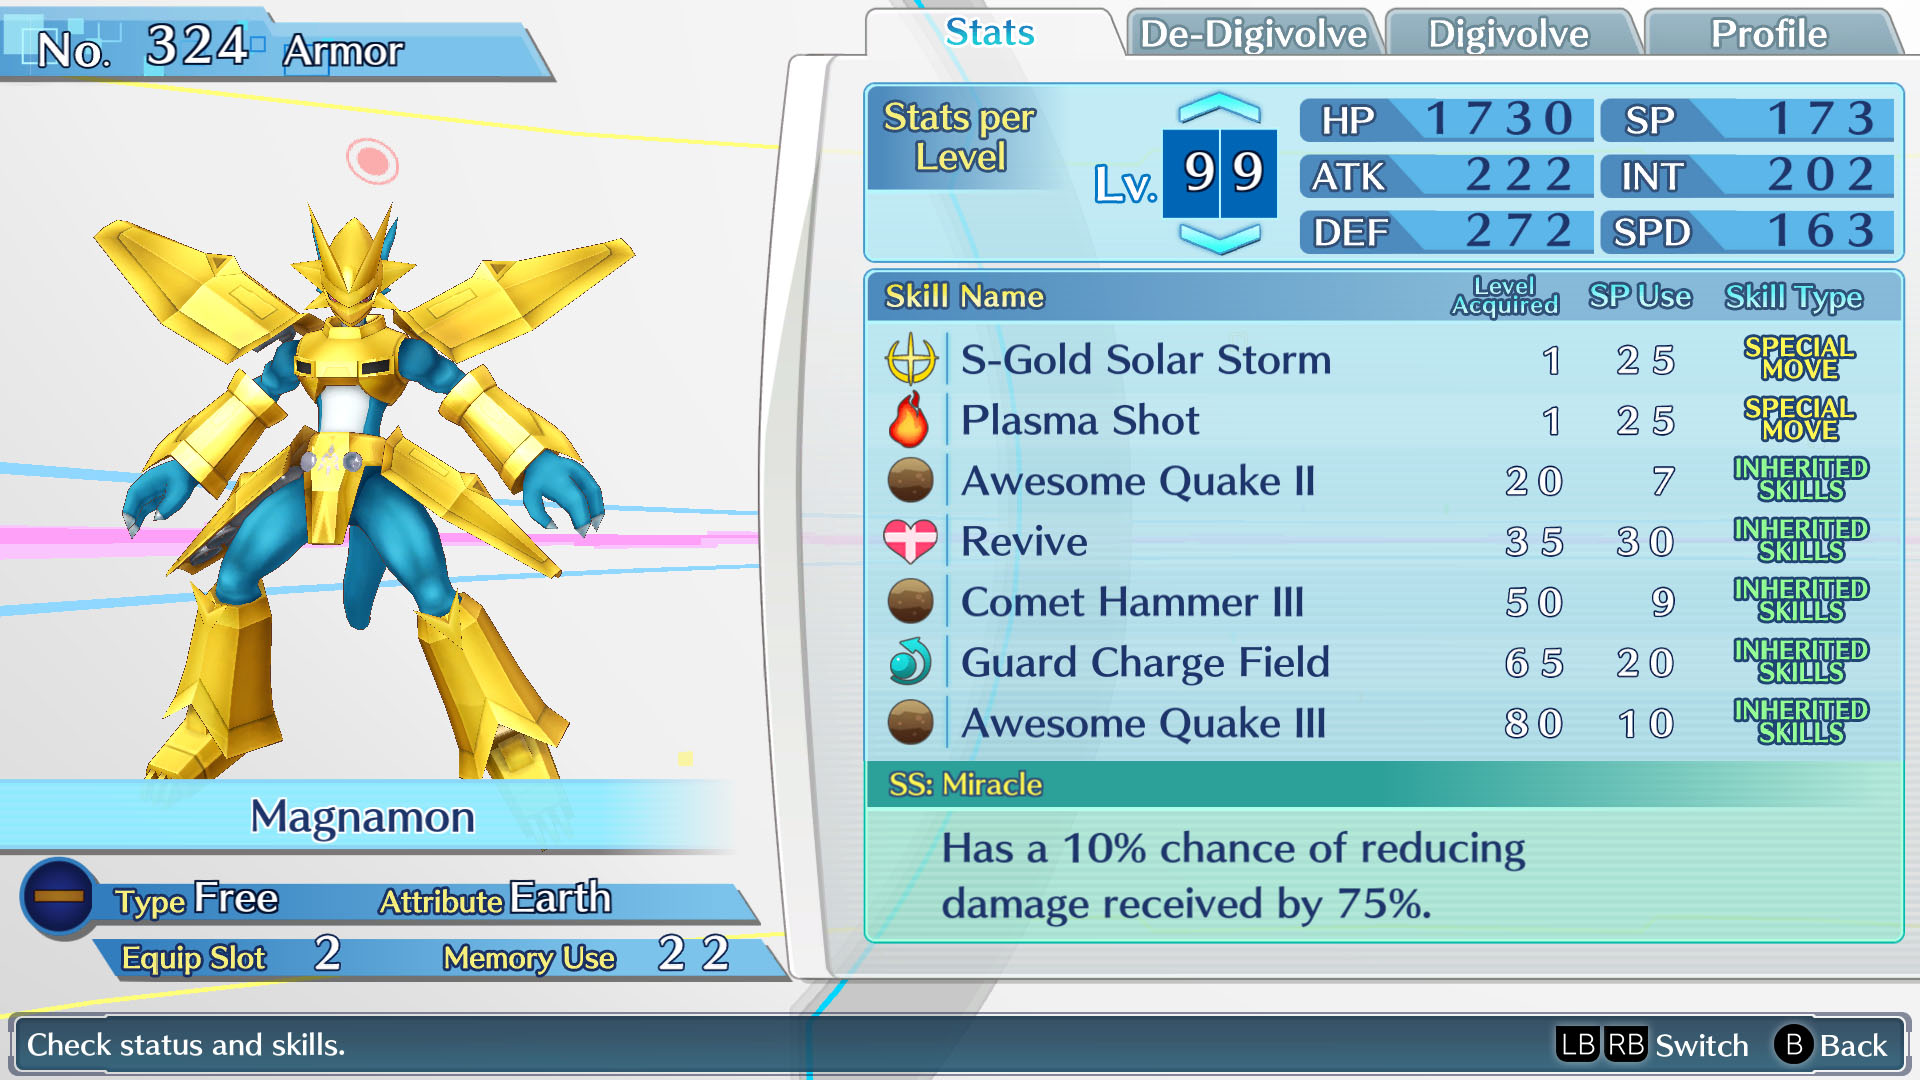 No. 324 Armor
Stats
De-Digivolve
Digivolve
Profile
Stats per
Level
Lv. 99
HP 1730 SP 173
ATK 222 INT 202
DEF 272 SPD 163
Skill Name Level Acquired SP Use Skill Type
S-Gold Solar Storm 1 25 SPECIAL MOVE
Plasma Shot 1 25 SPECIAL MOVE
Awesome Quake II 20 7 INHERITED SKILLS
Revive 35 30 INHERITED SKILLS
Comet Hammer III 50 9 INHERITED SKILLS
Guard Charge Field 65 20 INHERITED SKILLS
Awesome Quake III 80 10 INHERITED SKILLS
SS: Miracle
Has a 10% chance of reducing
damage received by 75%.
Magnamon
Type Free Attribute Earth
Equip Slot 2 Memory Use 22
Check status and skills.
LB RB Switch B Back